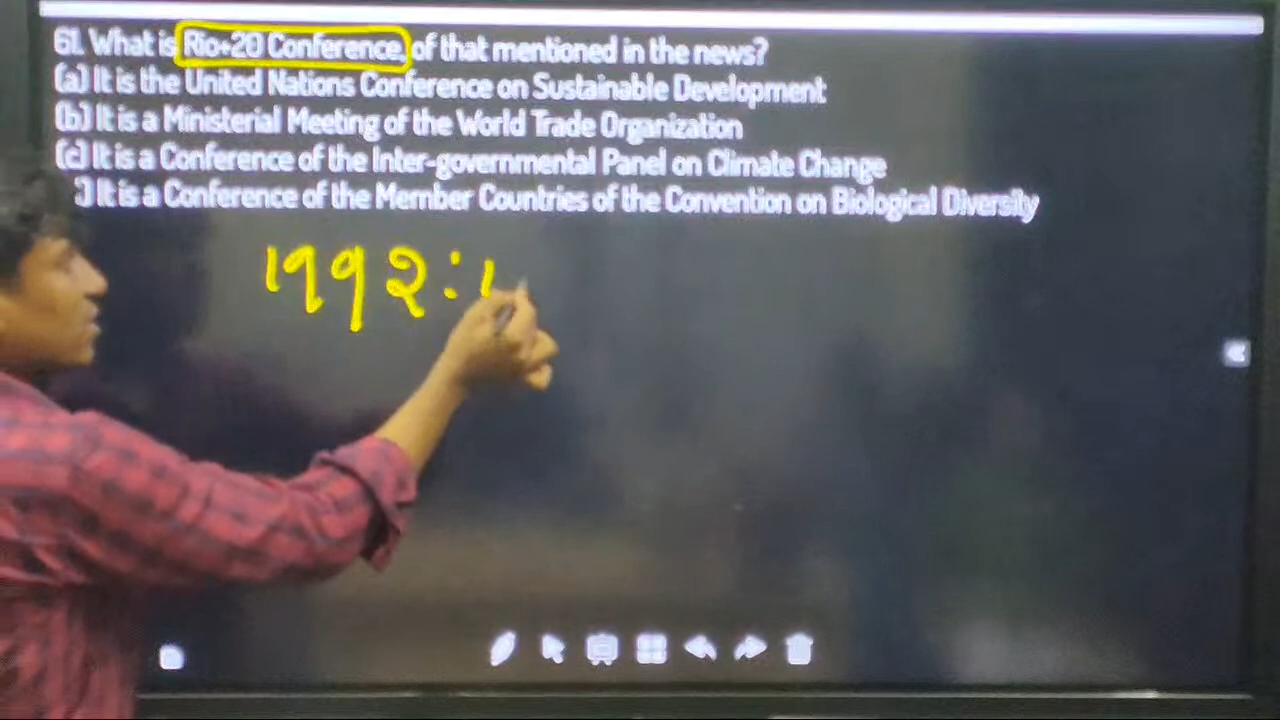 61. What is Rio+20 Conference, of that mentioned in the news?
(a) It is the United Nations Conference on Sustainable Development
(b) It is a Ministerial Meeting of the World Trade Organization
(c) It is a Conference of the Inter-governmental Panel on Climate Change
) It is a Conference of the Member Countries of the Convention on Biological Diversity
1992 :